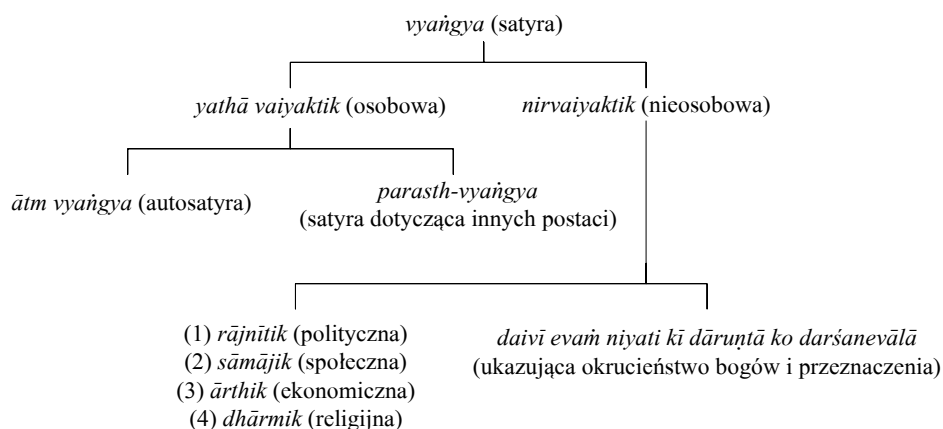 vyaṅgya (satyra)
yathā vaiyaktik (osobowa)
nirvaiyaktik (nieosobowa)
ātm vyaṅgya (autosatyra)
parasth-vyaṅgya
(satyra dotycząca innych postaci)
(1) rājnītik (polityczna)
(2) sāmājik (społeczna)
(3) ārthik (ekonomiczna)
(4) dhārmik (religijna)
daivī evaṁ niyati kī dāruṇtā ko darśanevālā
(ukazująca okrucieństwo bogów i przeznaczenia)